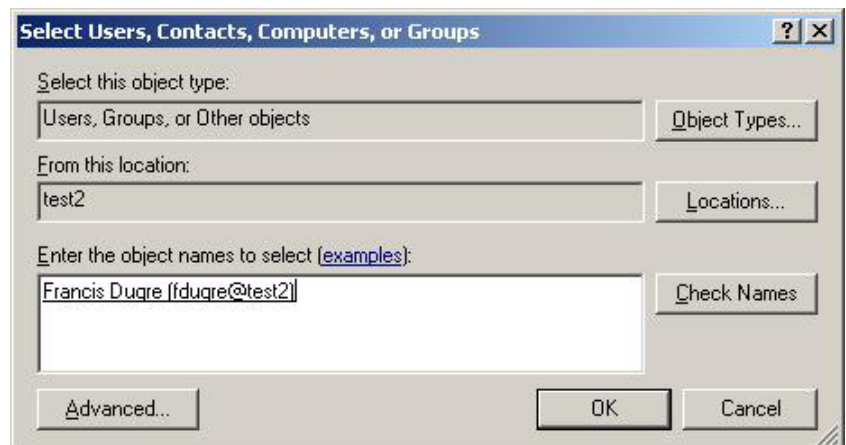 Select Users, Contacts, Computers, or Groups
Select this object type:
Users, Groups, or Other objects
Object Types...
From this location:
test2
Locations...
Enter the object names to select (examples):
Francis Dugre (fdugre@test2)
Check Names
Advanced...
OK
Cancel